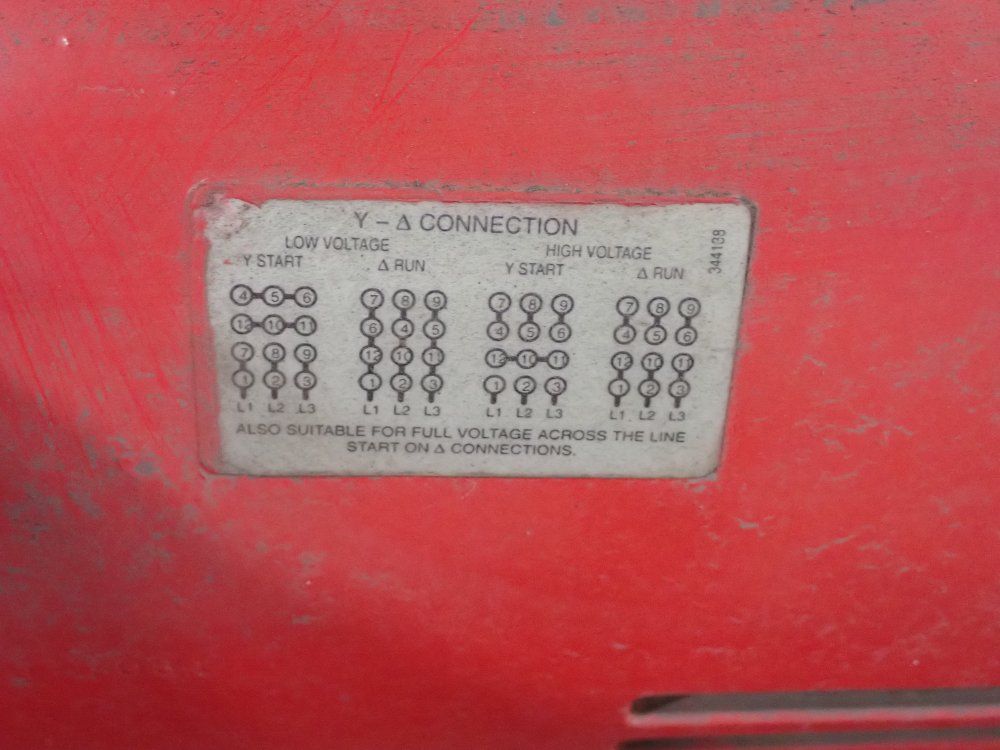 Y – Δ CONNECTION
LOW VOLTAGE HIGH VOLTAGE
Y START Δ RUN Y START Δ RUN
344138
4 5 6 7 8 9 7 8 9 7 8 9
12 10 11 6 4 5 4 5 6 4 5 6
7 8 9 12 10 11 12 10 11 12 10 11
1 2 3 1 2 3 1 2 3 1 2 3
L1 L2 L3 L1 L2 L3 L1 L2 L3 L1 L2 L3
ALSO SUITABLE FOR FULL VOLTAGE ACROSS THE LINE
START ON Δ CONNECTIONS.